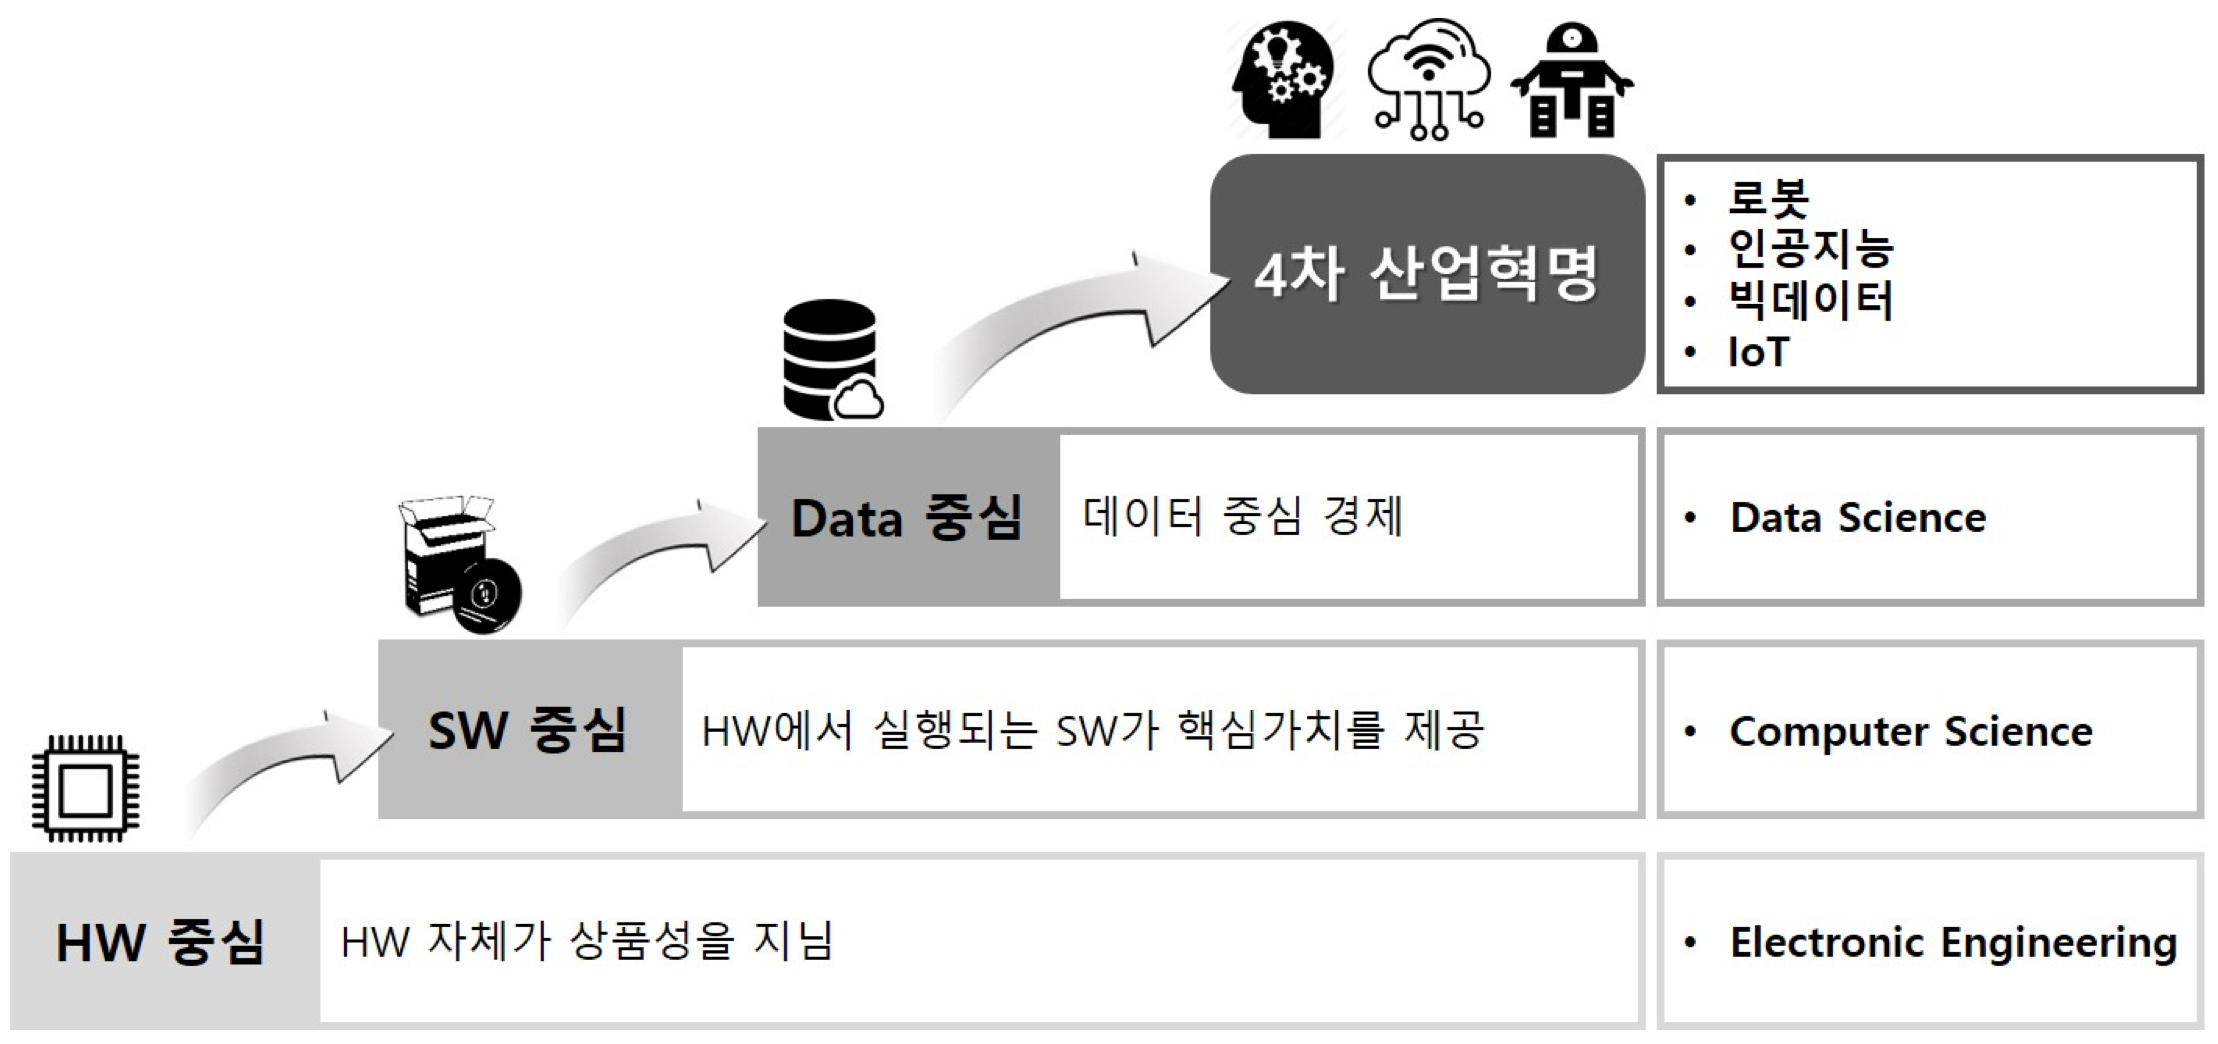 4차 산업혁명
• 로봇
• 인공지능
• 빅데이터
• IoT
Data 중심
데이터 중심 경제
• Data Science
SW 중심
HW에서 실행되는 SW가 핵심가치를 제공
• Computer Science
HW 중심
HW 자체가 상품성을 지님
• Electronic Engineering